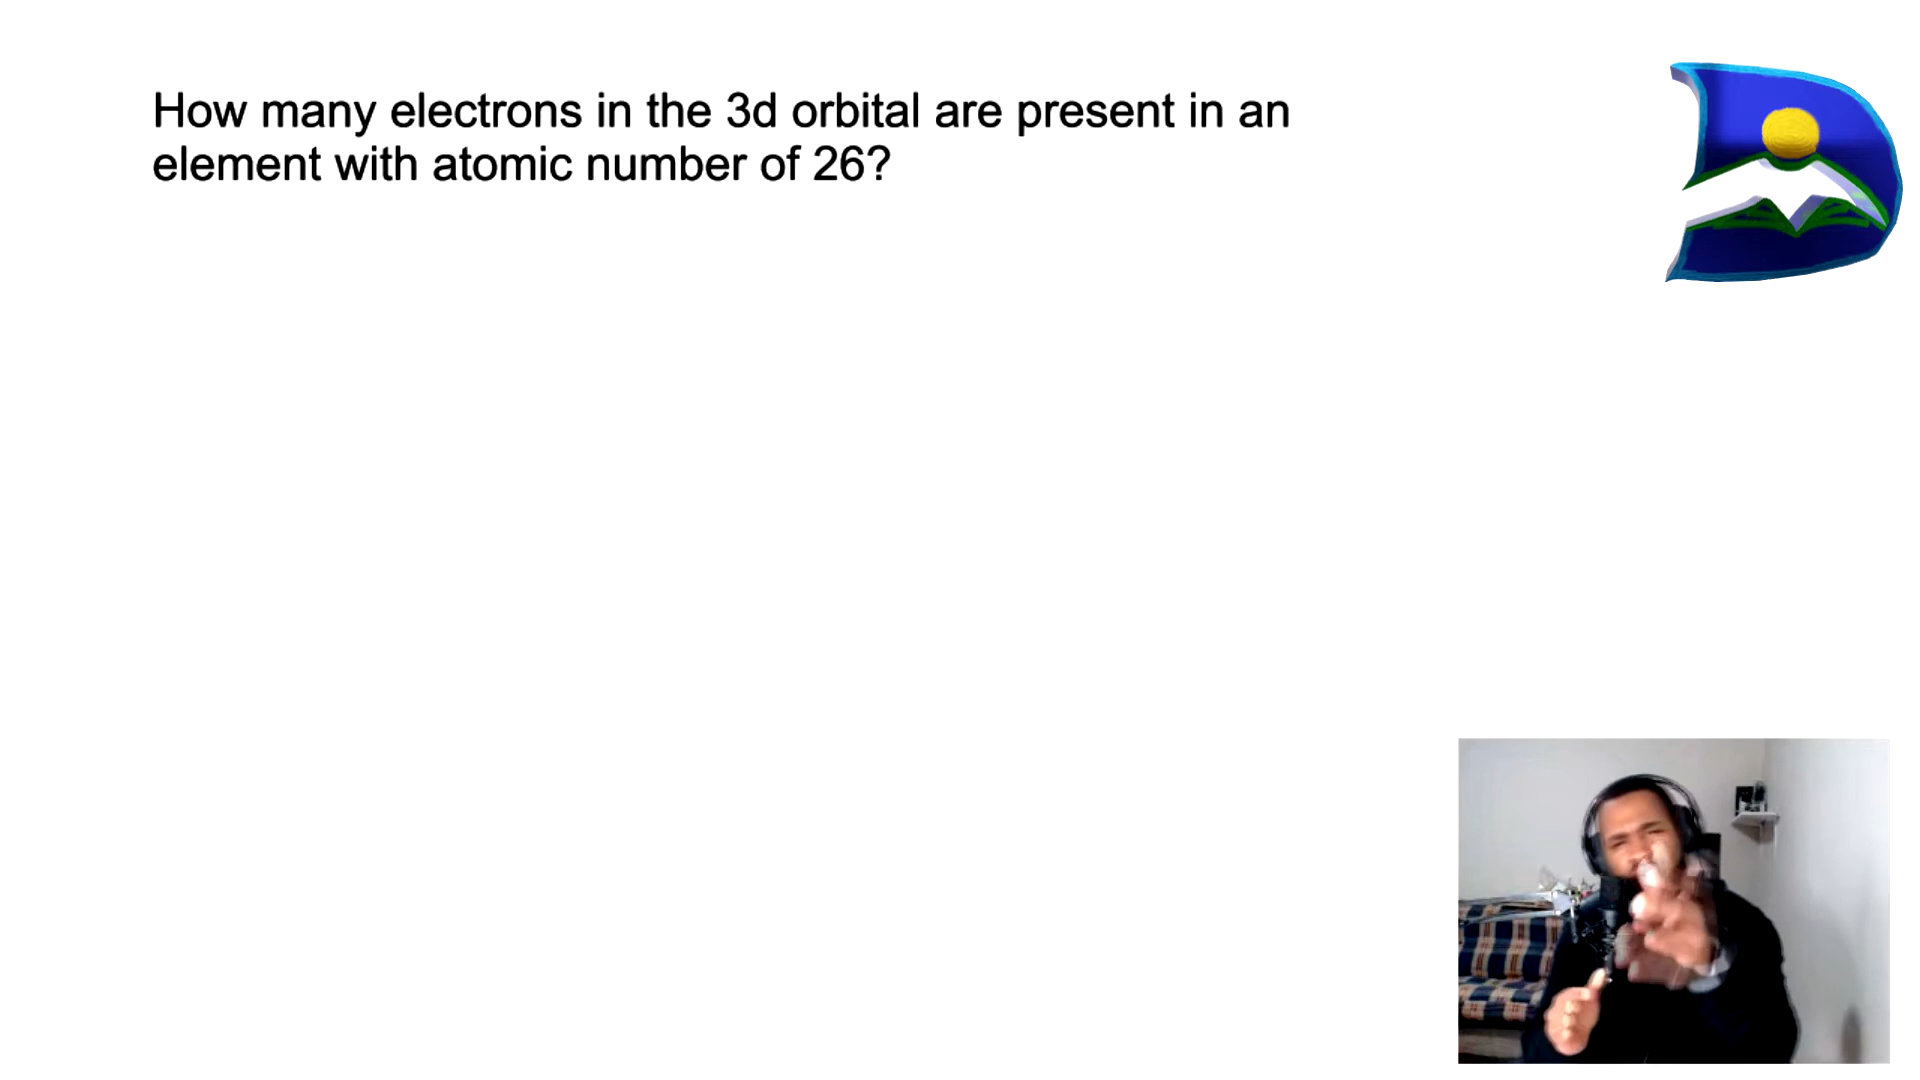 How many electrons in the 3d orbital are present in an
element with atomic number of 26?